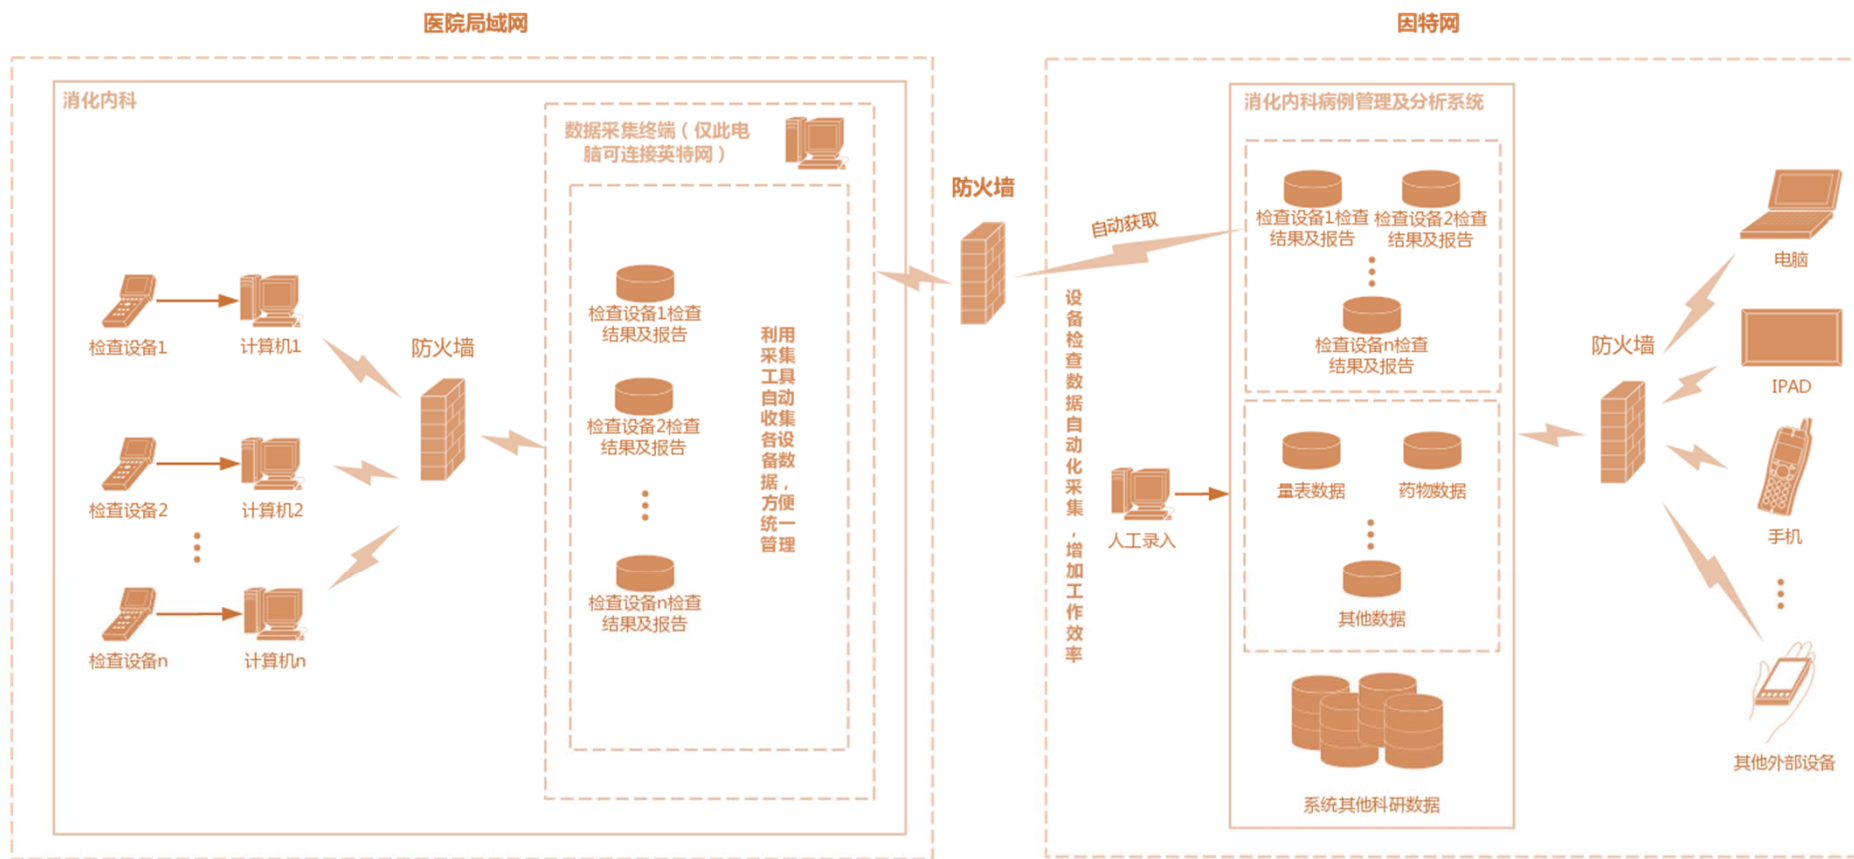 医院局域网
因特网
消化内科
数据采集终端（仅此电
脑可连接英特网）
检查设备1
计算机1
检查设备2
计算机2
检查设备n
计算机n
防火墙
检查设备1检查
结果及报告
检查设备2检查
结果及报告
检查设备n检查
结果及报告
利用
采集
工具
自动
收集
各设
备数
据，
方便
统一
管理
防火墙
自动获取
设备检查数据自动化采集，增加工作效率
人工录入
消化内科病例管理及分析系统
检查设备1检查
结果及报告
检查设备2检查
结果及报告
检查设备n检查
结果及报告
量表数据
药物数据
其他数据
系统其他科研数据
防火墙
电脑
IPAD
手机
其他外部设备